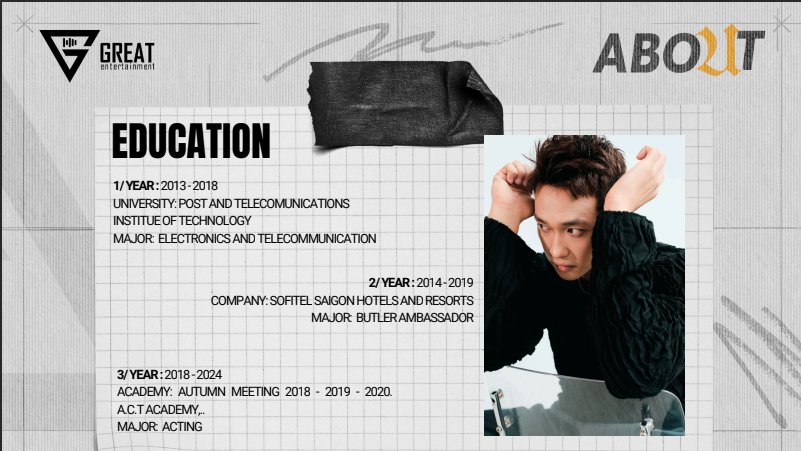 GREAT
entertainment
ABOUT
EDUCATION
1/ YEAR : 2013 - 2018
UNIVERSITY: POST AND TELECOMUNICATIONS
INSTITUE OF TECHNOLOGY
MAJOR: ELECTRONICS AND TELECOMMUNICATION
2/ YEAR : 2014 - 2019
COMPANY: SOFITEL SAIGON HOTELS AND RESORTS
MAJOR: BUTLER AMBASSADOR
3/ YEAR : 2018 - 2024
ACADEMY: AUTUMN MEETING 2018 - 2019 - 2020.
A.C.T ACADEMY,..
MAJOR: ACTING